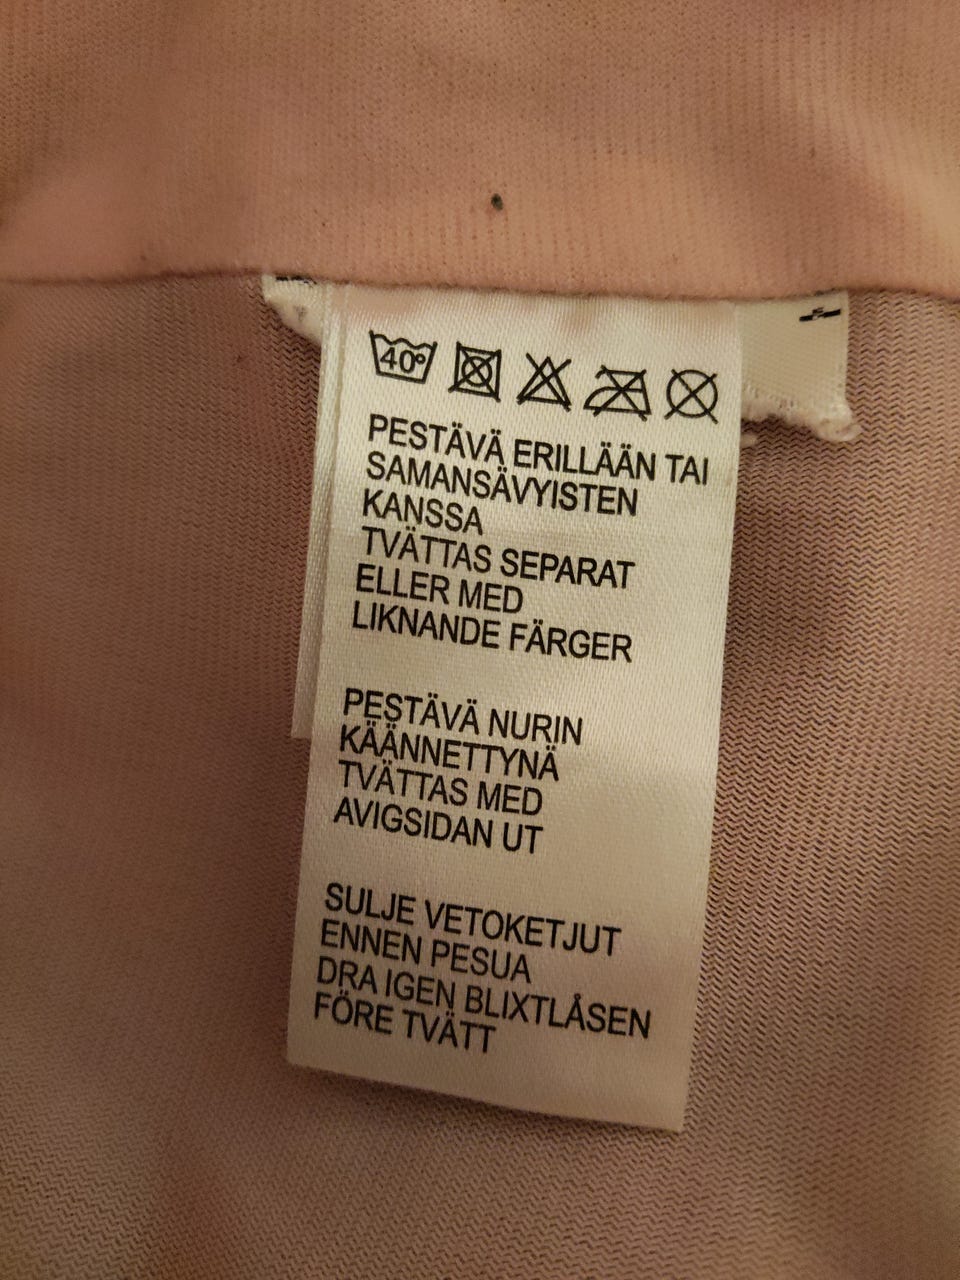 40°
PESTÄVÄ ERILLÄÄN TAI
SAMANSÄVYISTEN
KANSSA
TVÄTTAS SEPARAT
ELLER MED
LIKNANDE FÄRGER
PESTÄVÄ NURIN
KÄÄNNETTYNÄ
TVÄTTAS MED
AVIGSIDAN UT
SULJE VETOKETJUT
ENNEN PESUA
DRA IGEN BLIXTLÅSEN
FÖRE TVÄTT